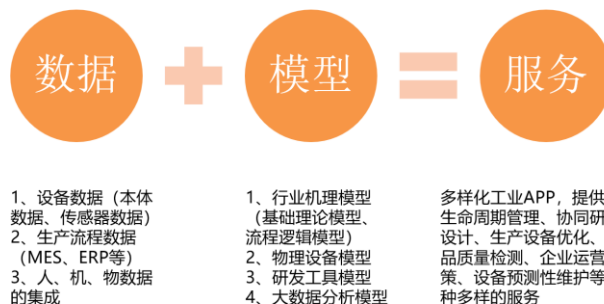 数据
模型
服务
1、设备数据（本体
数据、传感器数据）
2、生产流程数据
（MES、ERP等）
3、人、机、物数据
的集成
1、行业机理模型
（基础理论模型、
流程逻辑模型）
2、物理设备模型
3、研发工具模型
4、大数据分析模型
多样化工业APP，提供
生命周期管理、协同研
设计、生产设备优化、
品质量检测、企业运营
策、设备预测性维护等
种多样的服务